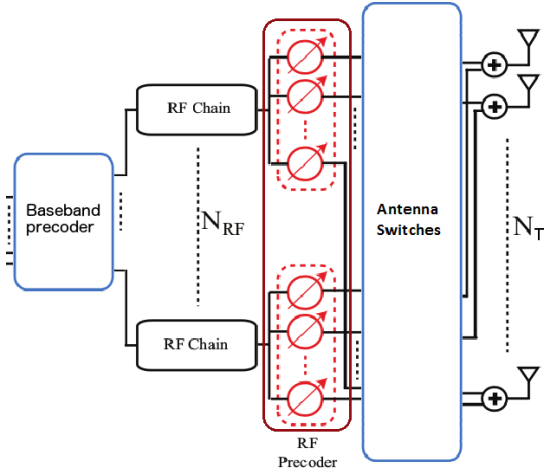 RF Chain
Baseband
precoder
N_RF
Antenna
Switches
N_T
RF Chain
RF
Precoder